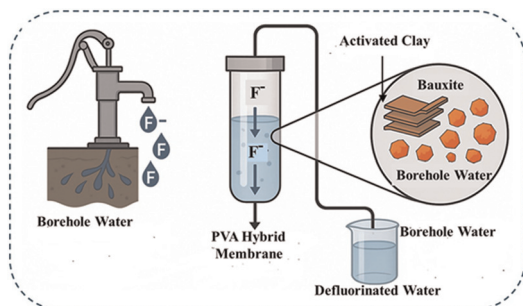 F-
F
F
Borehole Water
F-
F-
PVA Hybrid
Membrane
Activated Clay
Bauxite
Borehole Water
Borehole Water
Defluorinated Water